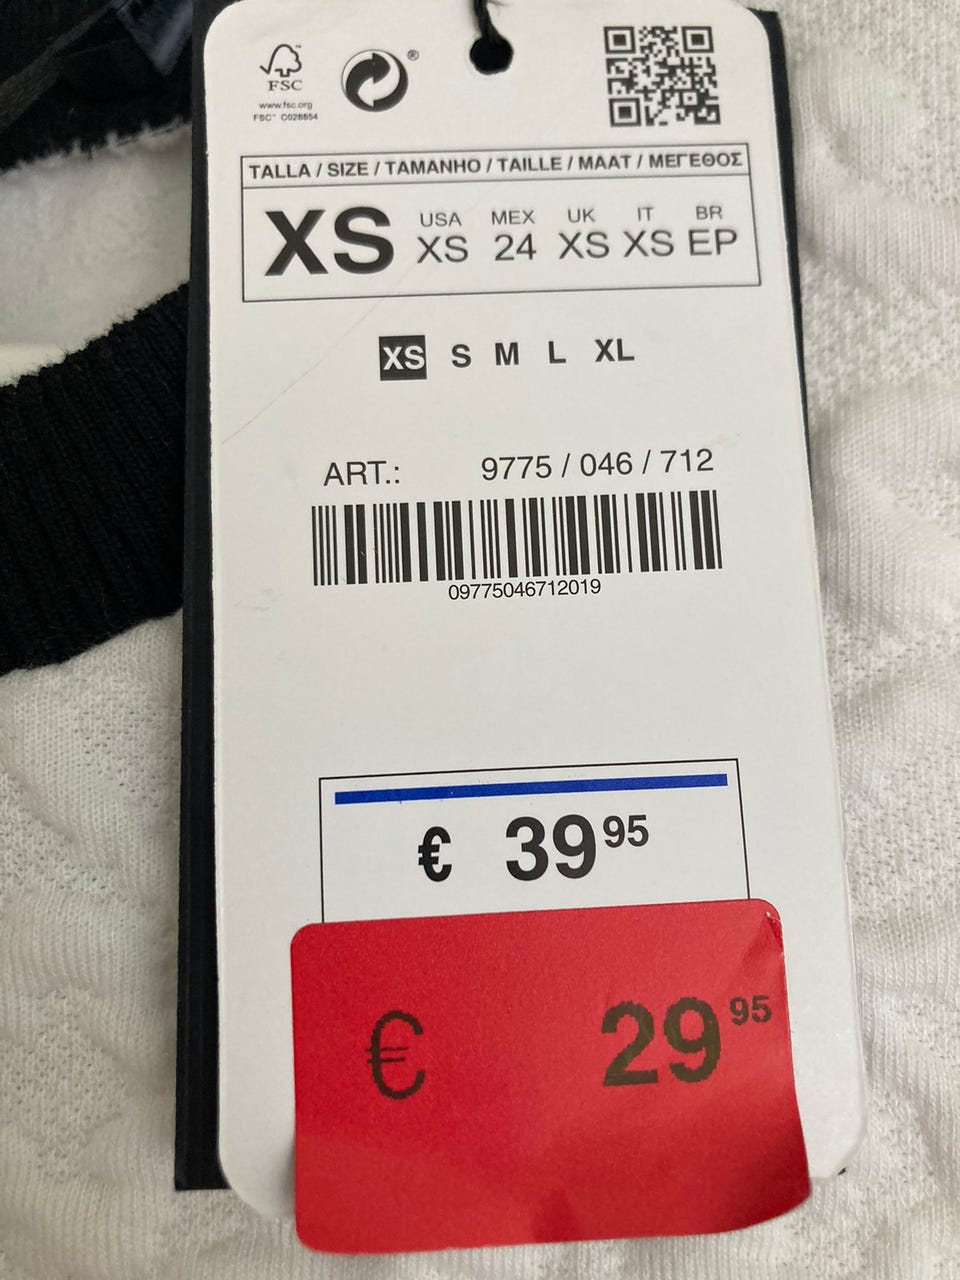 FSC™
www.fsc.org
FSC™ C028854
®
TALLA / SIZE / TAMANHO / TAILLE / MAAT / ΜΕΓΕΘΟΣ
XS
USA MEX UK IT BR
XS 24 XS XS EP
XS S M L XL
ART.: 9775 / 046 / 712
09775046712019
€ 39 95
€ 29 95